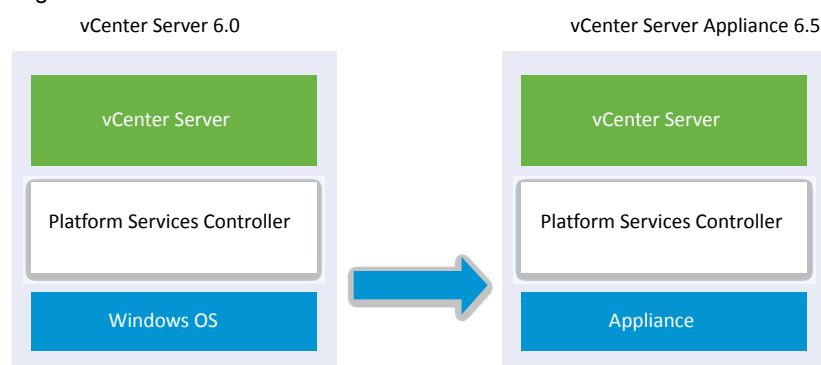 vCenter Server 6.0
vCenter Server Appliance 6.5
vCenter Server
vCenter Server
Platform Services Controller
Platform Services Controller
Windows OS
Appliance